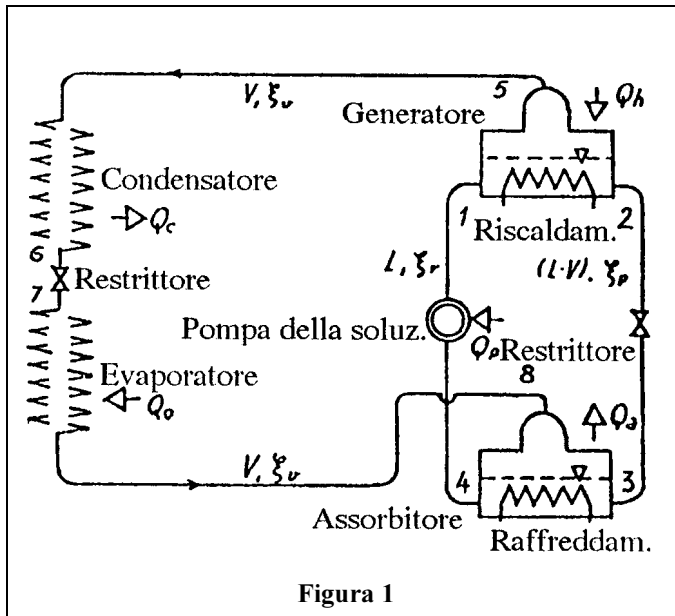 V, ξv
5
Qh
Generatore
Condensatore
Qc
1
2
Riscaldam.
6
Restrittore
7
L, ξr
(L-V). ξp
Pompa della soluz.
Qp
Restrittore
Evaporatore
Qo
8
Qa
V, ξv
4
3
Assorbitore
Raffreddam.
Figura 1